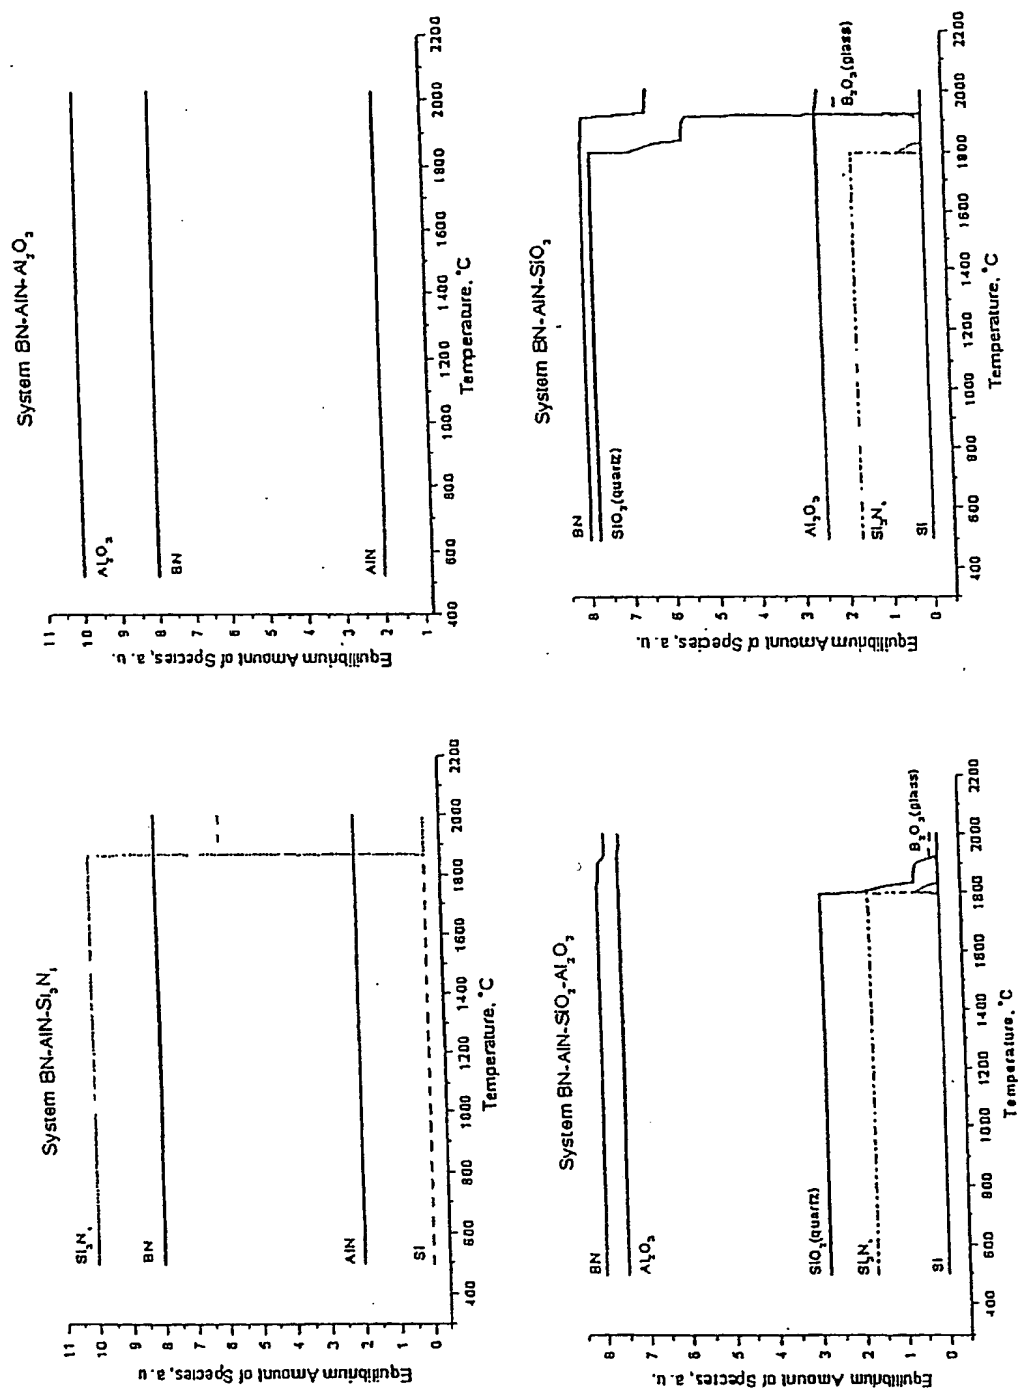 System BN-AlN-Si₃N₄
Equilibrium Amount of Species, a. u
11
10
9
8
7
6
5
4
3
2
1
0
Si₃N₄
BN
AlN
Si
400 600 800 1000 1200 1400 1600 1800 2000 2200
Temperature, °C
System BN-AlN-Al₂O₃
Equilibrium Amount of Species, a. u.
11
10
9
8
7
6
5
4
3
2
1
Al₂O₃
BN
AlN
400 600 800 1000 1200 1400 1600 1800 2000 2200
Temperature, °C
System BN-AlN-SiO₂-Al₂O₃
Equilibrium Amount of Species, a. u.
8
7
6
5
4
3
2
1
0
BN
Al₂O₃
SiO₂(quartz)
Si₃N₄
Si
B₂O₃(glass)
400 600 800 1000 1200 1400 1600 1800 2000 2200
Temperature, °C
System BN-AlN-SiO₂
Equilibrium Amount of Species, a. u.
8
7
6
5
4
3
2
1
0
BN
SiO₂(quartz)
Al₂O₃
Si₃N₄
Si
B₂O₃(glass)
400 600 800 1000 1200 1400 1600 1800 2000 2200
Temperature, °C